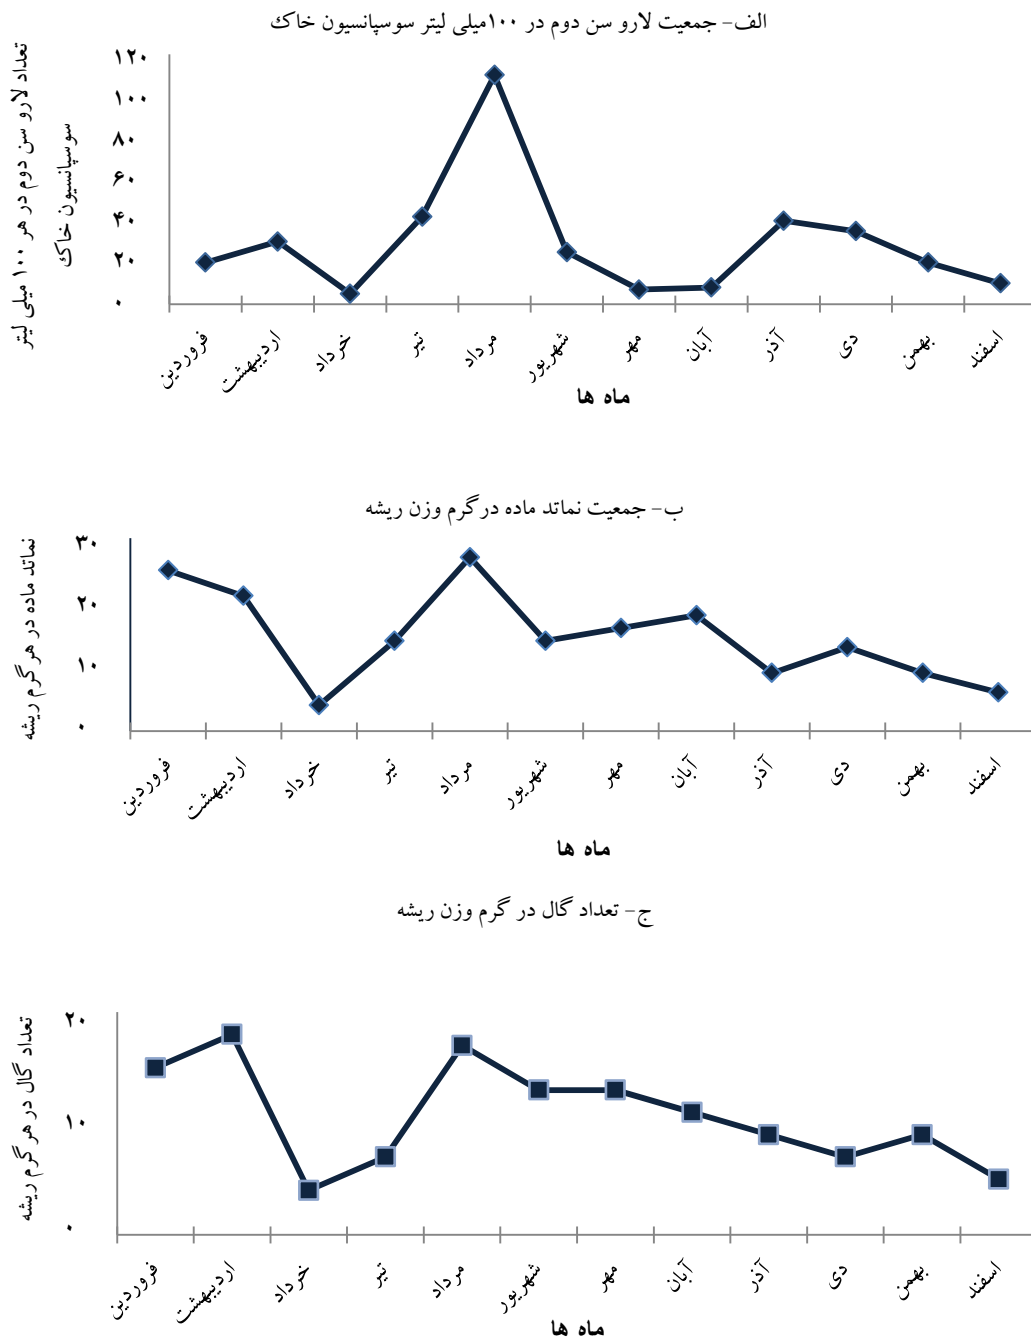 الف- جمعیت لارو سن دوم در ۱۰۰میلی لیتر سوسپانسیون خاک
تعداد لارو سن دوم در هر ۱۰۰ میلی لیتر
سوسپانسیون خاک
۱۲۰
۱۰۰
۸۰
۶۰
۴۰
۲۰
۰
فروردین
اردیبهشت
خرداد
تیر
مرداد
شهریور
مهر
آبان
آذر
دی
بهمن
اسفند
ماه ها
ب- جمعیت نماتد ماده درگرم وزن ریشه
نماتد ماده در هرگرم ریشه
۳۰
۲۰
۱۰
۰
فروردین
اردیبهشت
خرداد
تیر
مرداد
شهریور
مهر
آبان
آذر
دی
بهمن
اسفند
ماه ها
ج- تعداد گال در گرم وزن ریشه
تعداد گال در هرگرم ریشه
۲۰
۱۰
۰
فروردین
اردیبهشت
خرداد
تیر
مرداد
شهریور
مهر
آبان
آذر
دی
بهمن
اسفند
ماه ها